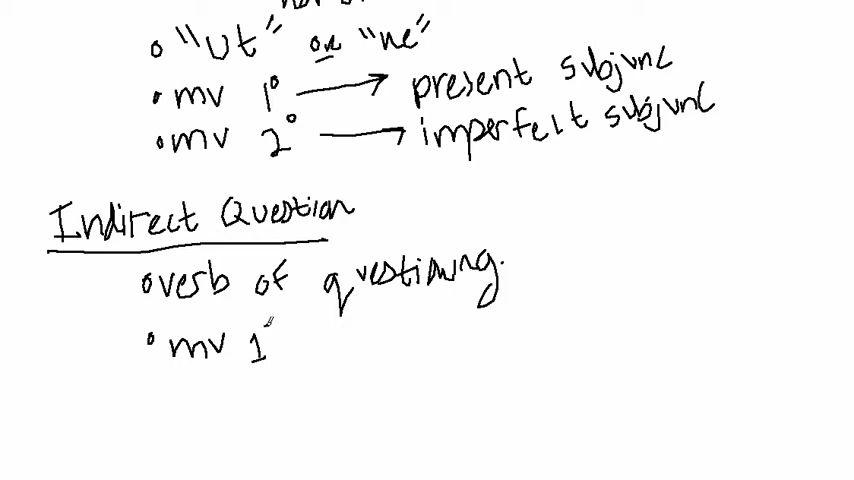 • "Ut" or "ne"
• mv 1° → present subjunc
• mv 2° → imperfect subjunc
Indirect Question
• verb of questioning.
• mv 1°